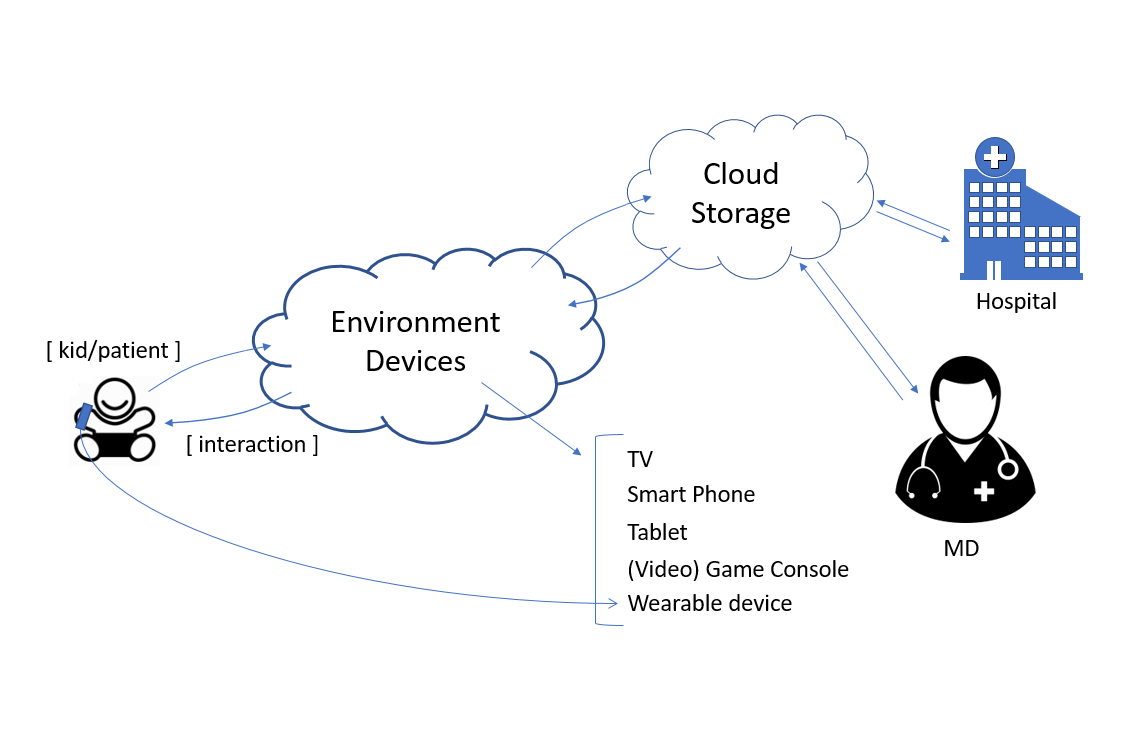 Cloud
Storage
Hospital
Environment
Devices
[ kid/patient ]
[ interaction ]
TV
Smart Phone
Tablet
(Video) Game Console
Wearable device
MD